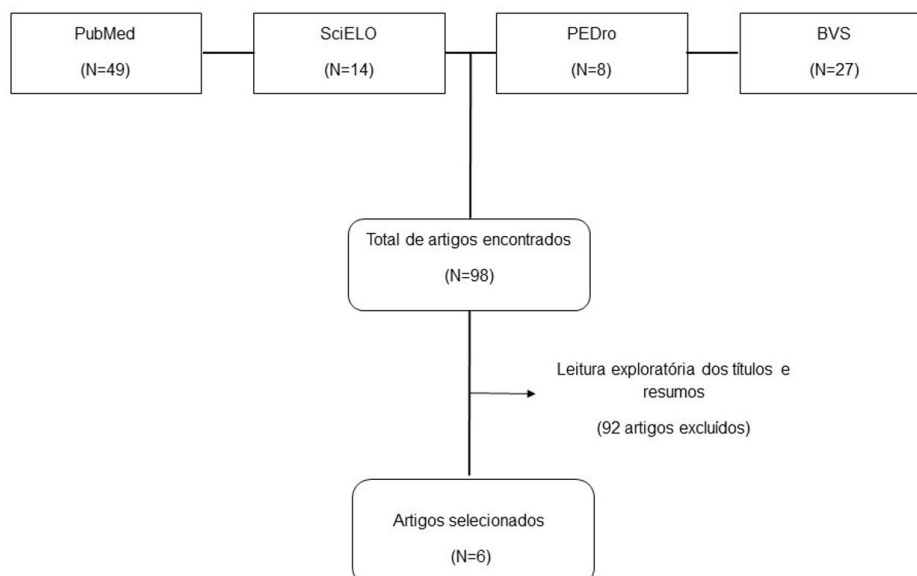 PubMed
(N=49)
SciELO
(N=14)
PEDro
(N=8)
BVS
(N=27)
Total de artigos encontrados
(N=98)
Leitura exploratória dos títulos e
resumos
(92 artigos excluídos)
Artigos selecionados
(N=6)